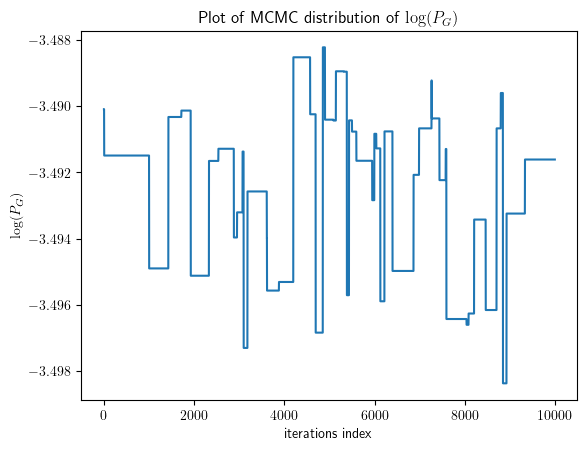 Plot of MCMC distribution of log(P_G)
−3.488
−3.490
−3.492
−3.494
−3.496
−3.498
log(P_G)
0 2000 4000 6000 8000 10000
iterations index